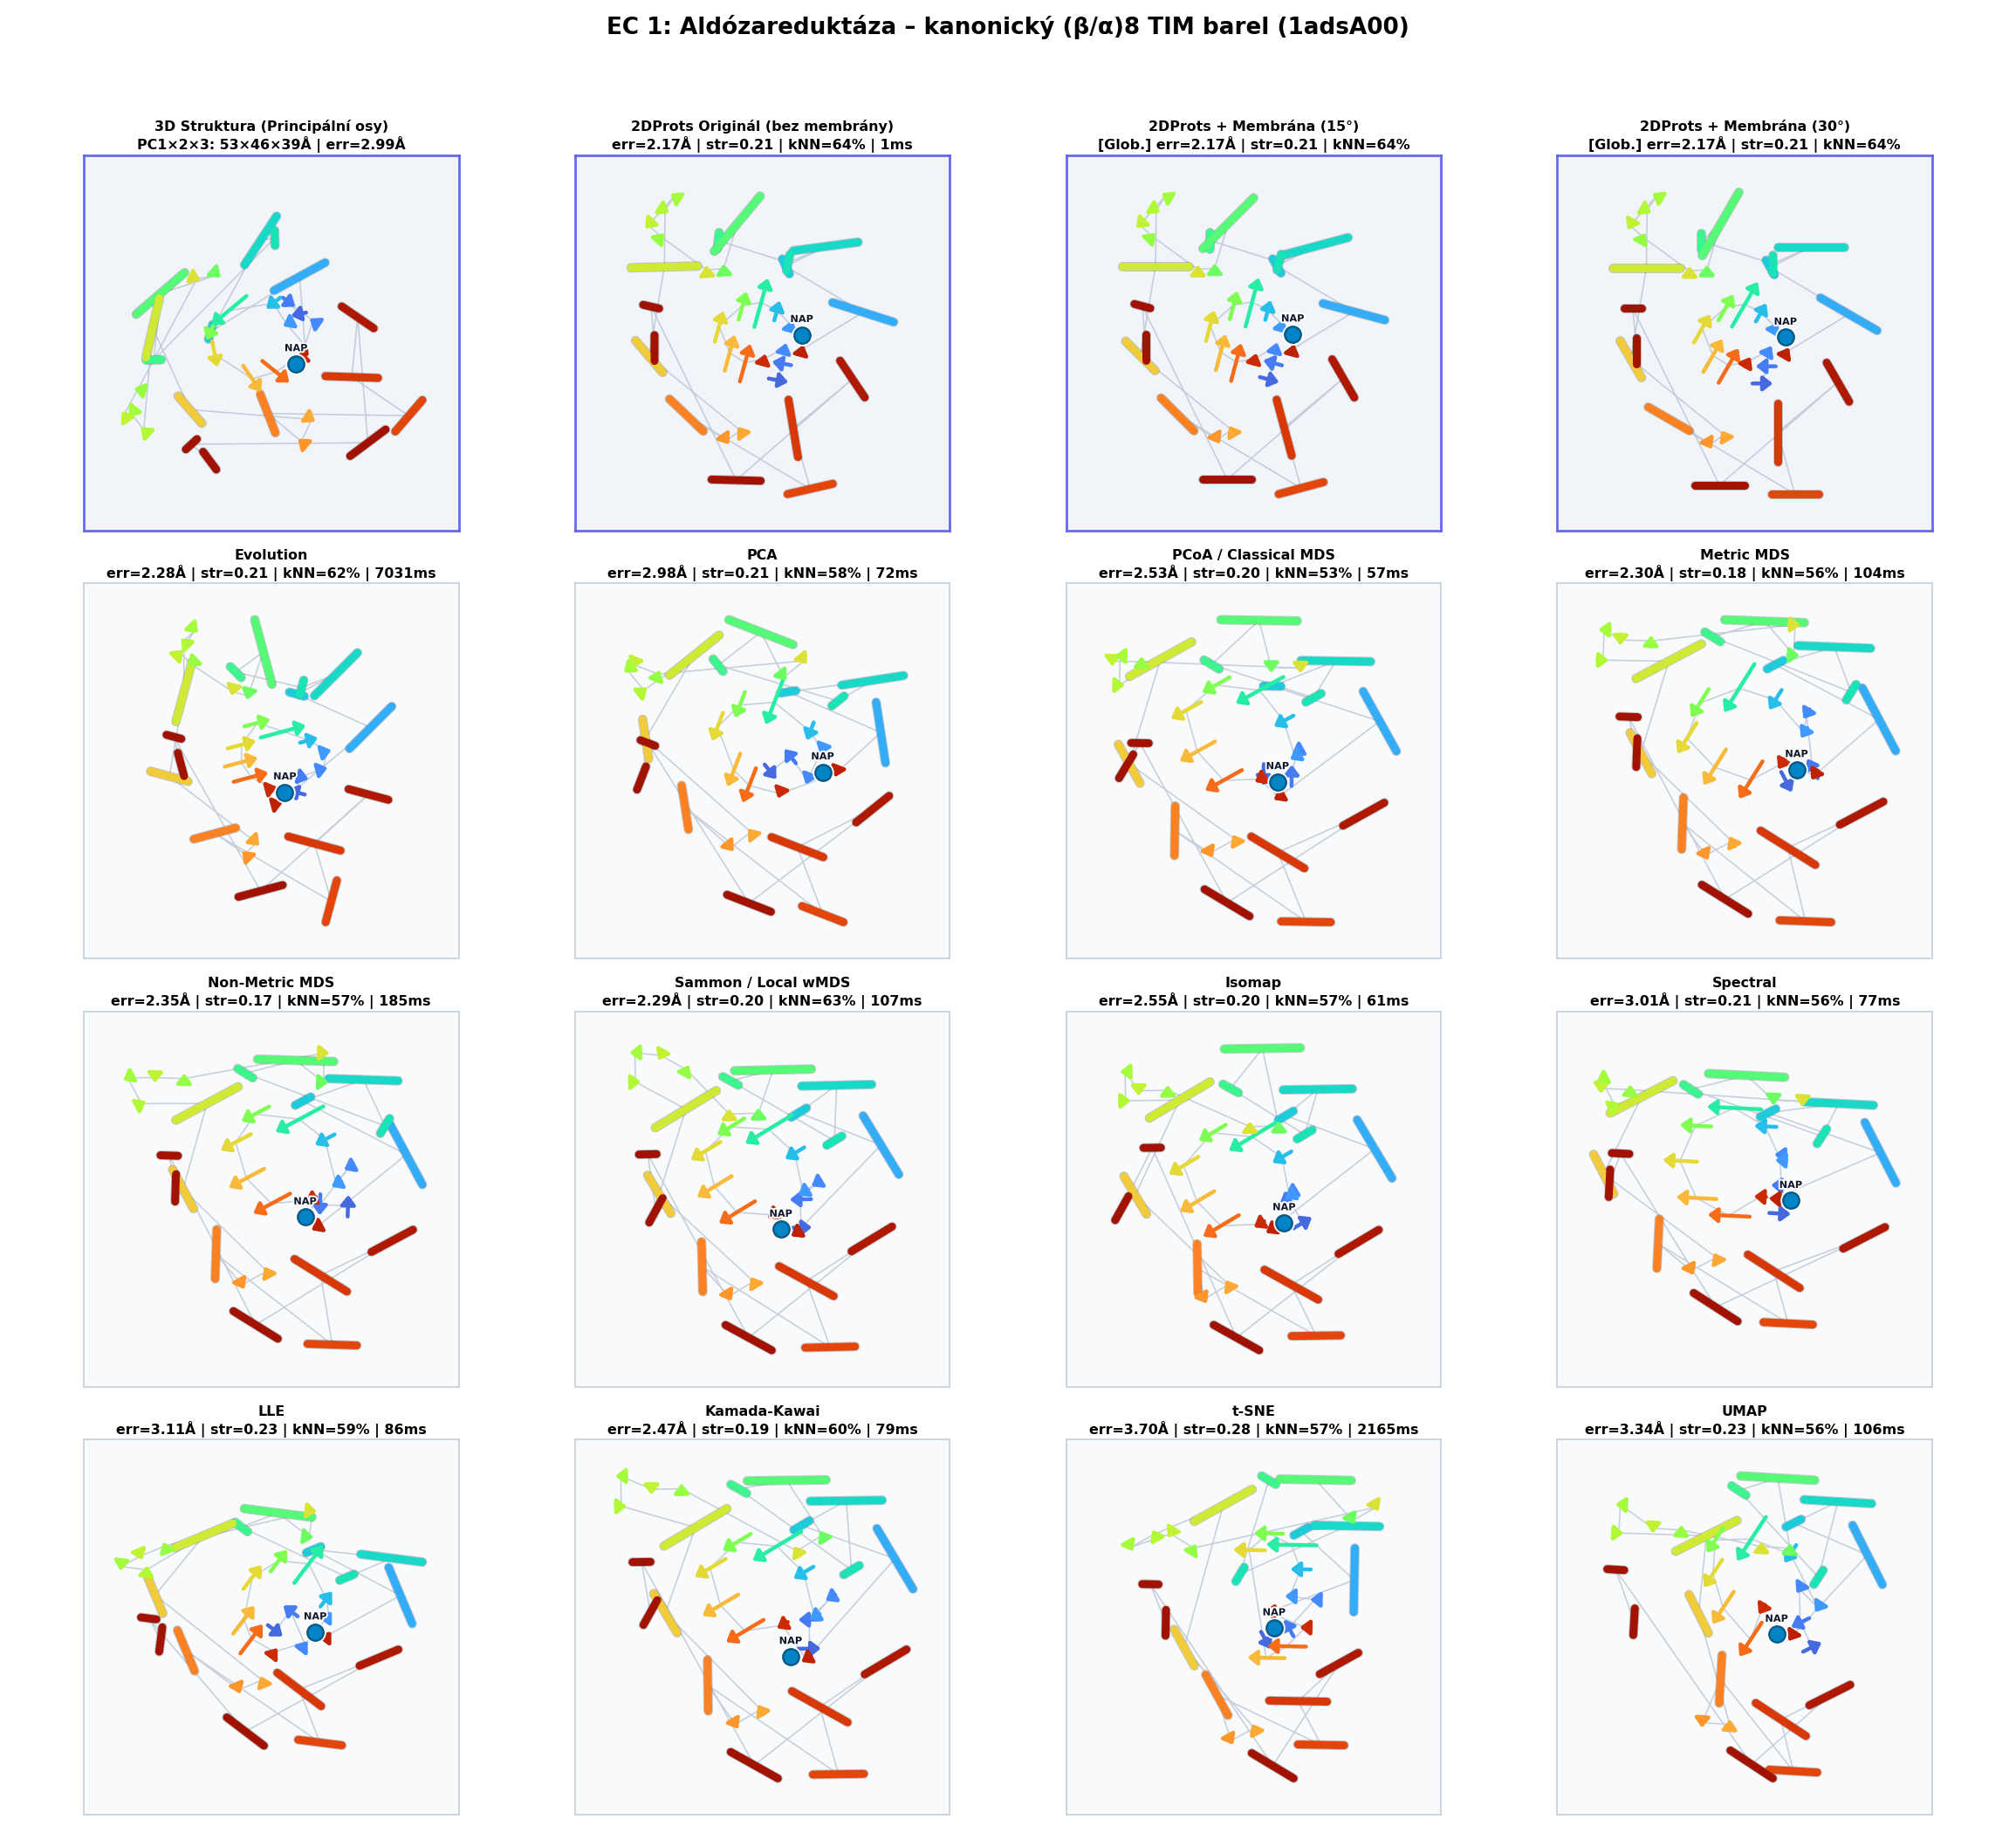 EC 1: Aldózareduktáza – kanonický (β/α)8 TIM barel (1adsA00)
3D Struktura (Principální osy)
PC1×2×3: 53×46×39Å | err=2.99Å
NAP
2DProts Originál (bez membrány)
err=2.17Å | str=0.21 | kNN=64% | 1ms
NAP
2DProts + Membrána (15°)
[Glob.] err=2.17Å | str=0.21 | kNN=64%
NAP
2DProts + Membrána (30°)
[Glob.] err=2.17Å | str=0.21 | kNN=64%
NAP
Evolution
err=2.28Å | str=0.21 | kNN=62% | 7031ms
NAP
PCA
err=2.98Å | str=0.21 | kNN=58% | 72ms
NAP
PCoA / Classical MDS
err=2.53Å | str=0.20 | kNN=53% | 57ms
NAP
Metric MDS
err=2.30Å | str=0.18 | kNN=56% | 104ms
NAP
Non-Metric MDS
err=2.35Å | str=0.17 | kNN=57% | 185ms
NAP
Sammon / Local wMDS
err=2.29Å | str=0.20 | kNN=63% | 107ms
NAP
Isomap
err=2.55Å | str=0.20 | kNN=57% | 61ms
NAP
Spectral
err=3.01Å | str=0.21 | kNN=56% | 77ms
NAP
LLE
err=3.11Å | str=0.23 | kNN=59% | 86ms
NAP
Kamada-Kawai
err=2.47Å | str=0.19 | kNN=60% | 79ms
NAP
t-SNE
err=3.70Å | str=0.28 | kNN=57% | 2165ms
NAP
UMAP
err=3.34Å | str=0.23 | kNN=56% | 106ms
NAP